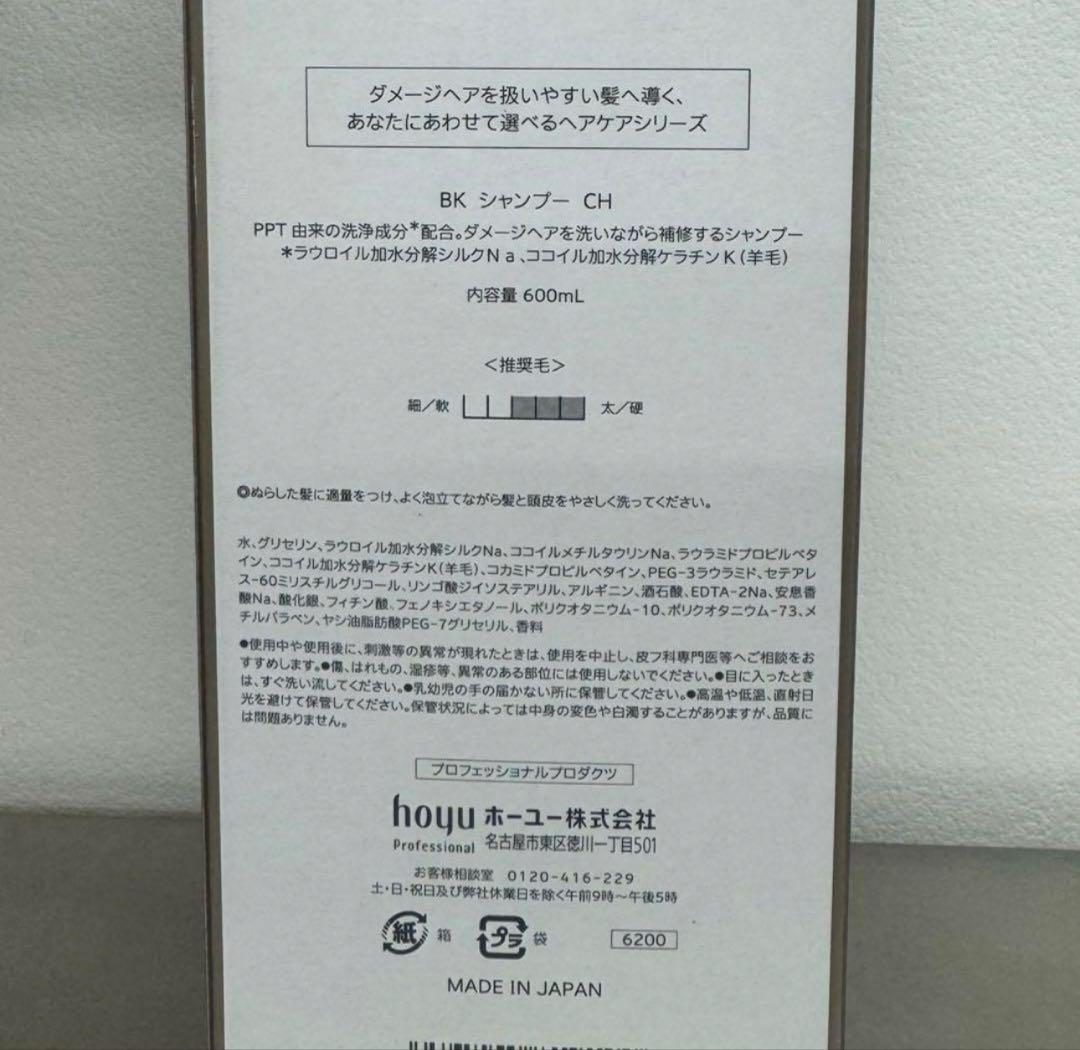 ダメージヘアを扱いやすい髪へ導く、
あなたにあわせて選べるヘアケアシリーズ
BK シャンプー CH
PPT由来の洗浄成分*配合。ダメージヘアを洗いながら補修するシャンプー
*ラウロイル加水分解シルクNa、ココイル加水分解ケラチンK(羊毛)
内容量 600mL
<推奨毛>
細/軟 太/硬
◎ぬらした髪に適量をつけ、よく泡立てながら髪と頭皮をやさしく洗ってください。
水、グリセリン、ラウロイル加水分解シルクNa、ココイルメチルタウリンNa、ラウラミドプロピルベタ
イン、ココイル加水分解ケラチンK(羊毛)、コカミドプロピルベタイン、PEG-3ラウラミド、セテアレ
ス-60ミリスチルグリコール、リンゴ酸ジイソステアリル、アルギニン、酒石酸、EDTA-2Na、安息香
酸Na、酸化銀、フィチン酸、フェノキシエタノール、ポリクオタニウム-10、ポリクオタニウム-73、メ
チルパラベン、ヤシ油脂肪酸PEG-7グリセリル、香料
●使用中や使用後に、刺激等の異常が現れたときは、使用を中止し、皮フ科専門医等へご相談をお
すすめします。●傷、はれもの、湿疹等、異常のある部位には使用しないでください。●目に入ったとき
は、すぐ洗い流してください。●乳幼児の手の届かない所に保管してください。●高温や低温、直射日
光を避けて保管してください。保管状況によっては中身の変色や白濁することがありますが、品質に
は問題ありません。
プロフェッショナルプロダクツ
hoyu ホーユー株式会社
Professional 名古屋市東区徳川一丁目501
お客様相談室 0120-416-229
土・日・祝日及び弊社休業日を除く午前9時～午後5時
紙 箱 プラ 袋 6200
MADE IN JAPAN